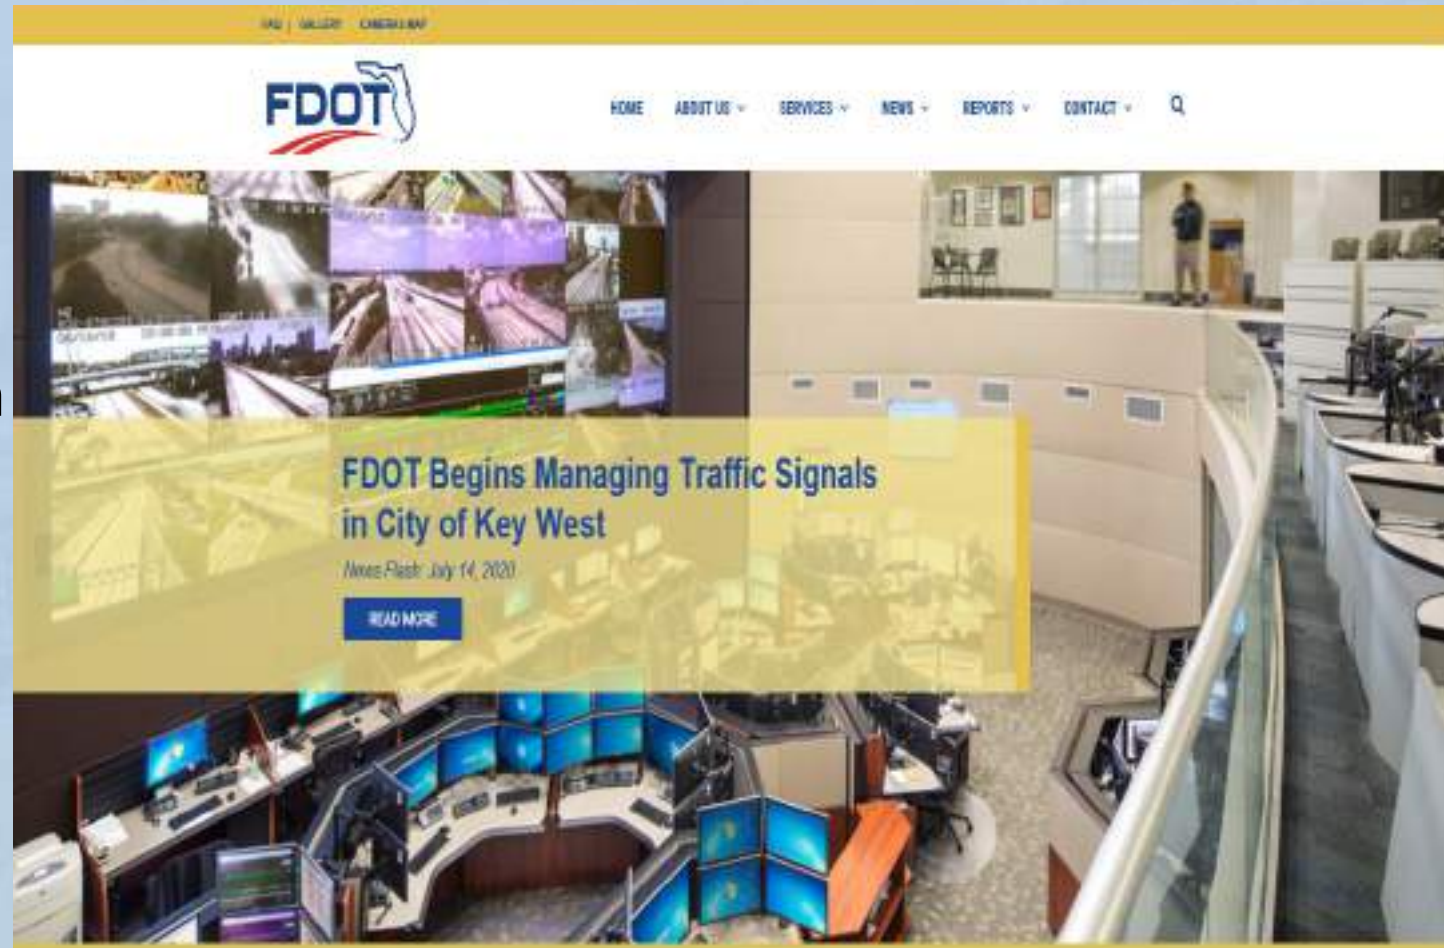 FAQ | GALLERY CAMERAS MAP
FDOT
HOME ABOUT US SERVICES NEWS REPORTS CONTACT
FDOT Begins Managing Traffic Signals
in City of Key West
News Flash: July 14, 2020
READ MORE